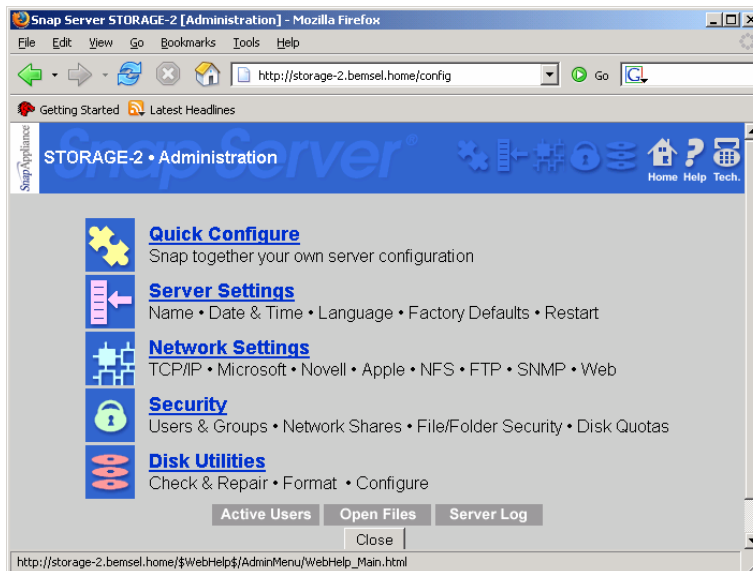 Snap Server STORAGE-2 [Administration] - Mozilla Firefox
File Edit View Go Bookmarks Tools Help
http://storage-2.bemsel.home/config Go G
Getting Started Latest Headlines
Snap Appliance
Snap Server®
STORAGE-2 • Administration
Home Help Tech.
Quick Configure
Snap together your own server configuration
Server Settings
Name • Date & Time • Language • Factory Defaults • Restart
Network Settings
TCP/IP • Microsoft • Novell • Apple • NFS • FTP • SNMP • Web
Security
Users & Groups • Network Shares • File/Folder Security • Disk Quotas
Disk Utilities
Check & Repair • Format • Configure
Active Users Open Files Server Log
Close
http://storage-2.bemsel.home/$WebHelp$/AdminMenu/WebHelp_Main.html